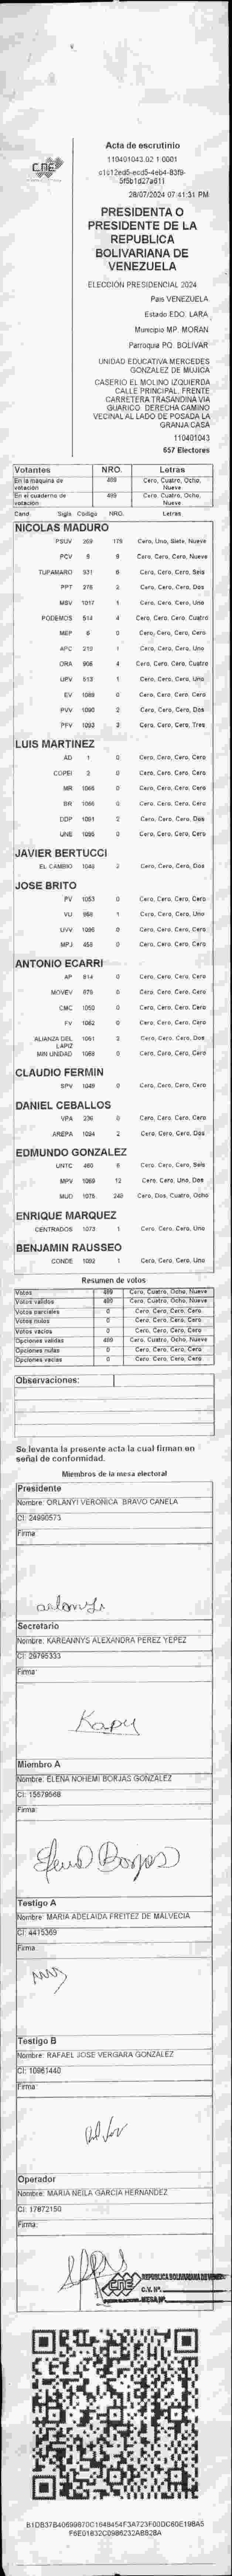 CNE
Acta de escrutinio
110401043.02.1.0001
28/07/2024 07:41:31 PM
PRESIDENTA O
PRESIDENTE DE LA
REPUBLICA
BOLIVARIANA DE
VENEZUELA
ELECCIÓN PRESIDENCIAL 2024
Pais VENEZUELA
Estado EDO. LARA
Municipio MP. MORAN
Parroquia PQ. BOLIVAR
UNIDAD EDUCATIVA MERCEDES
GONZALEZ DE MUJICA
CASERIO EL MOLINO IZQUIERDA
CALLE PRINCIPAL. FRENTE
CARRETERA TRASANDINA VIA
GUARICO DERECHA CAMINO
VECINAL AL LADO DE POSADA LA
GRANJA CASA
110401043
657 Electores
Votantes NRO. Letras
En la máquina de votación 489 Cero, Cuatro, Ocho, Nueve
En el cuaderno de votación 489 Cero, Cuatro, Ocho, Nueve
Cand. Sigla Código NRO. Letras
NICOLAS MADURO
PSUV 269 179 Cero, Uno, Siete, Nueve
PCV 9 Cero, Cero, Cero, Nueve
TUPAMARO 931 6 Cero, Cero, Cero, Seis
PPT 278 2 Cero, Cero, Cero, Dos
MSV 1017 1 Cero, Cero, Cero, Uno
PODEMOS 514 4 Cero, Cero, Cero, Cuatro
MEP 6 0 Cero, Cero, Cero, Cero
APC 1 Cero, Cero, Cero, Uno
ORA 906 4 Cero, Cero, Cero, Cuatro
UPV 513 1 Cero, Cero, Cero, Uno
EV 1089 0 Cero, Cero, Cero, Cero
PVV 1090 2 Cero, Cero, Cero, Dos
PFV 1093 3 Cero, Cero, Cero, Tres
LUIS MARTINEZ
AD 1 0 Cero, Cero, Cero, Cero
COPEI 2 0 Cero, Cero, Cero, Cero
MR 0 Cero, Cero, Cero, Cero
BR 1066 0 Cero, Cero, Cero, Cero
DDP 1091 2 Cero, Cero, Cero, Dos
UNE 1095 0 Cero, Cero, Cero, Cero
JAVIER BERTUCCI
EL CAMBIO 1048 2 Cero, Cero, Cero, Dos
JOSE BRITO
PV 1053 0 Cero, Cero, Cero, Cero
VU 968 1 Cero, Cero, Cero, Uno
UVV 1096 0 Cero, Cero, Cero, Cero
MPJ 458 0 Cero, Cero, Cero, Cero
ANTONIO ECARRI
AP 914 0 Cero, Cero, Cero, Cero
MOVEV 979 0 Cero, Cero, Cero, Cero
CMC 1050 0 Cero, Cero, Cero, Cero
FV 1062 0 Cero, Cero, Cero, Cero
ALIANZA DEL LAPIZ 1061 2 Cero, Cero, Cero, Dos
MIN UNIDAD 1068 0 Cero, Cero, Cero, Cero
CLAUDIO FERMIN
SPV 1049 0 Cero, Cero, Cero, Cero
DANIEL CEBALLOS
VPA 236 0 Cero, Cero, Cero, Cero
AREPA 1094 2 Cero, Cero, Cero, Dos
EDMUNDO GONZALEZ
UNTC 460 6 Cero, Cero, Cero, Seis
MPV 1069 12 Cero, Cero, Uno, Dos
MUD 1075 248 Cero, Dos, Cuatro, Ocho
ENRIQUE MARQUEZ
CENTRADOS 1073 1 Cero, Cero, Cero, Uno
BENJAMIN RAUSSEO
CONDE 1092 1 Cero, Cero, Cero, Uno
Resumen de votos
Votos 489 Cero, Cuatro, Ocho, Nueve
Votos validos 489 Cero, Cuatro, Ocho, Nueve
Votos parciales 0 Cero, Cero, Cero, Cero
Votos nulos 0 Cero, Cero, Cero, Cero
Votos vacios 0 Cero, Cero, Cero, Cero
Opciones validas 489 Cero, Cuatro, Ocho, Nueve
Opciones nulas 0 Cero, Cero, Cero, Cero
Opciones vacias 0 Cero, Cero, Cero, Cero
Observaciones:
Se levanta la presente acta la cual firman en
señal de conformidad.
Miembros de la mesa electoral
Presidente
Nombre: ORLANYI VERONICA BRAVO CANELA
CI: 24990573
Firma:
Secretario
Nombre: KAREANNYS ALEXANDRA PEREZ YEPEZ
CI: 29795333
Firma:
Miembro A
Nombre: ELENA NOHEMI BORJAS GONZALEZ
CI: 15579568
Firma:
Elena Borjas
Testigo A
Nombre: MARIA ADELAIDA FREITEZ DE MALVECIA
CI: 4415369
Firma:
Testigo B
Nombre: RAFAEL JOSE VERGARA GONZALEZ
CI: 10961440
Firma:
Operador
Nombre: MARIA NEILA GARCIA HERNANDEZ
CI: 17872150
Firma:
CNE
REPÚBLICA BOLIVARIANA DE VENEZUELA
C.V. Nº.
MESA Nº.